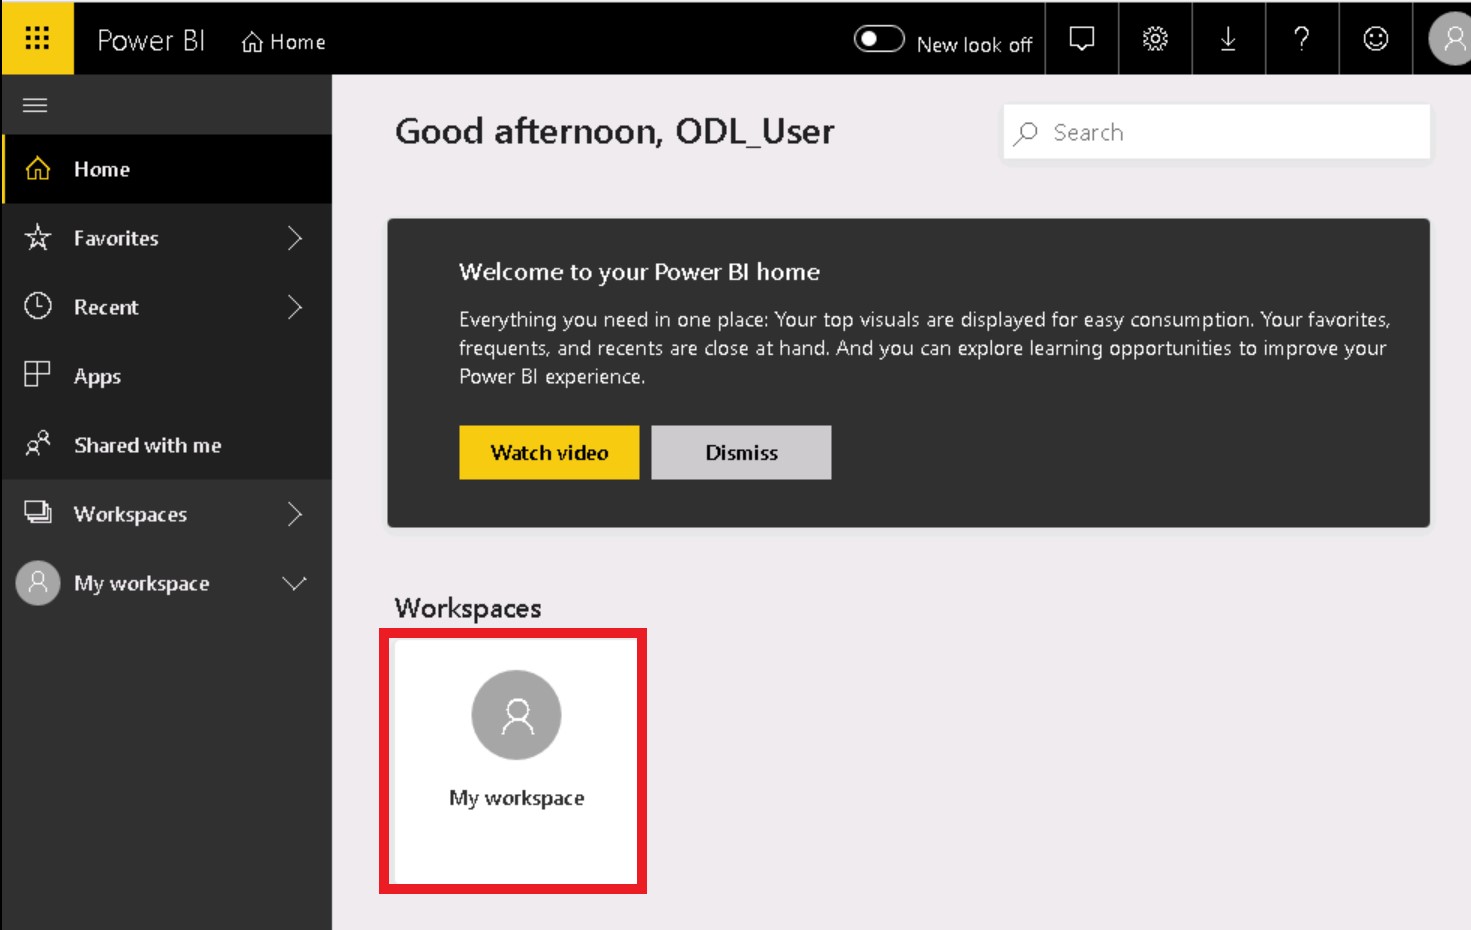 Power BI
Home
New look off
Home
Favorites
Recent
Apps
Shared with me
Workspaces
My workspace
Good afternoon, ODL_User
Search
Welcome to your Power BI home
Everything you need in one place: Your top visuals are displayed for easy consumption. Your favorites,
frequents, and recents are close at hand. And you can explore learning opportunities to improve your
Power BI experience.
Watch video
Dismiss
Workspaces
My workspace